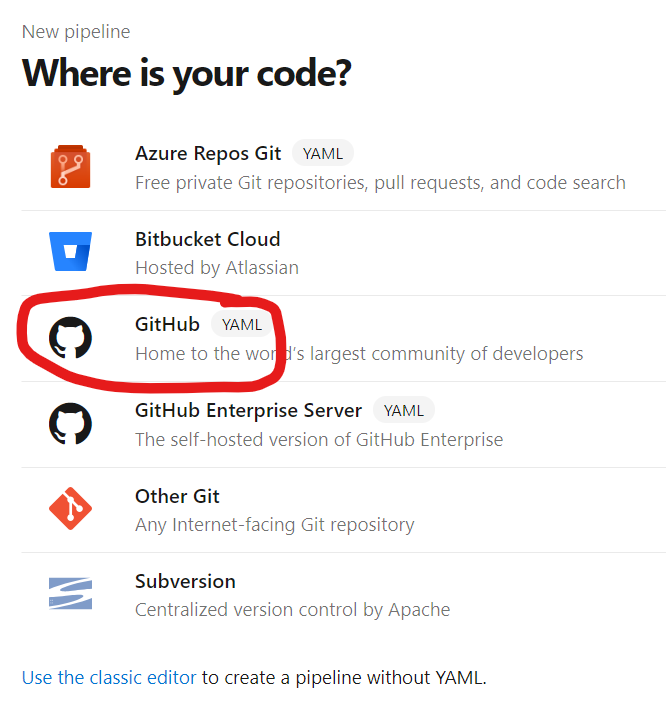 New pipeline
Where is your code?
Azure Repos Git YAML
Free private Git repositories, pull requests, and code search
Bitbucket Cloud
Hosted by Atlassian
GitHub YAML
Home to the world's largest community of developers
GitHub Enterprise Server YAML
The self-hosted version of GitHub Enterprise
Other Git
Any Internet-facing Git repository
Subversion
Centralized version control by Apache
Use the classic editor to create a pipeline without YAML.